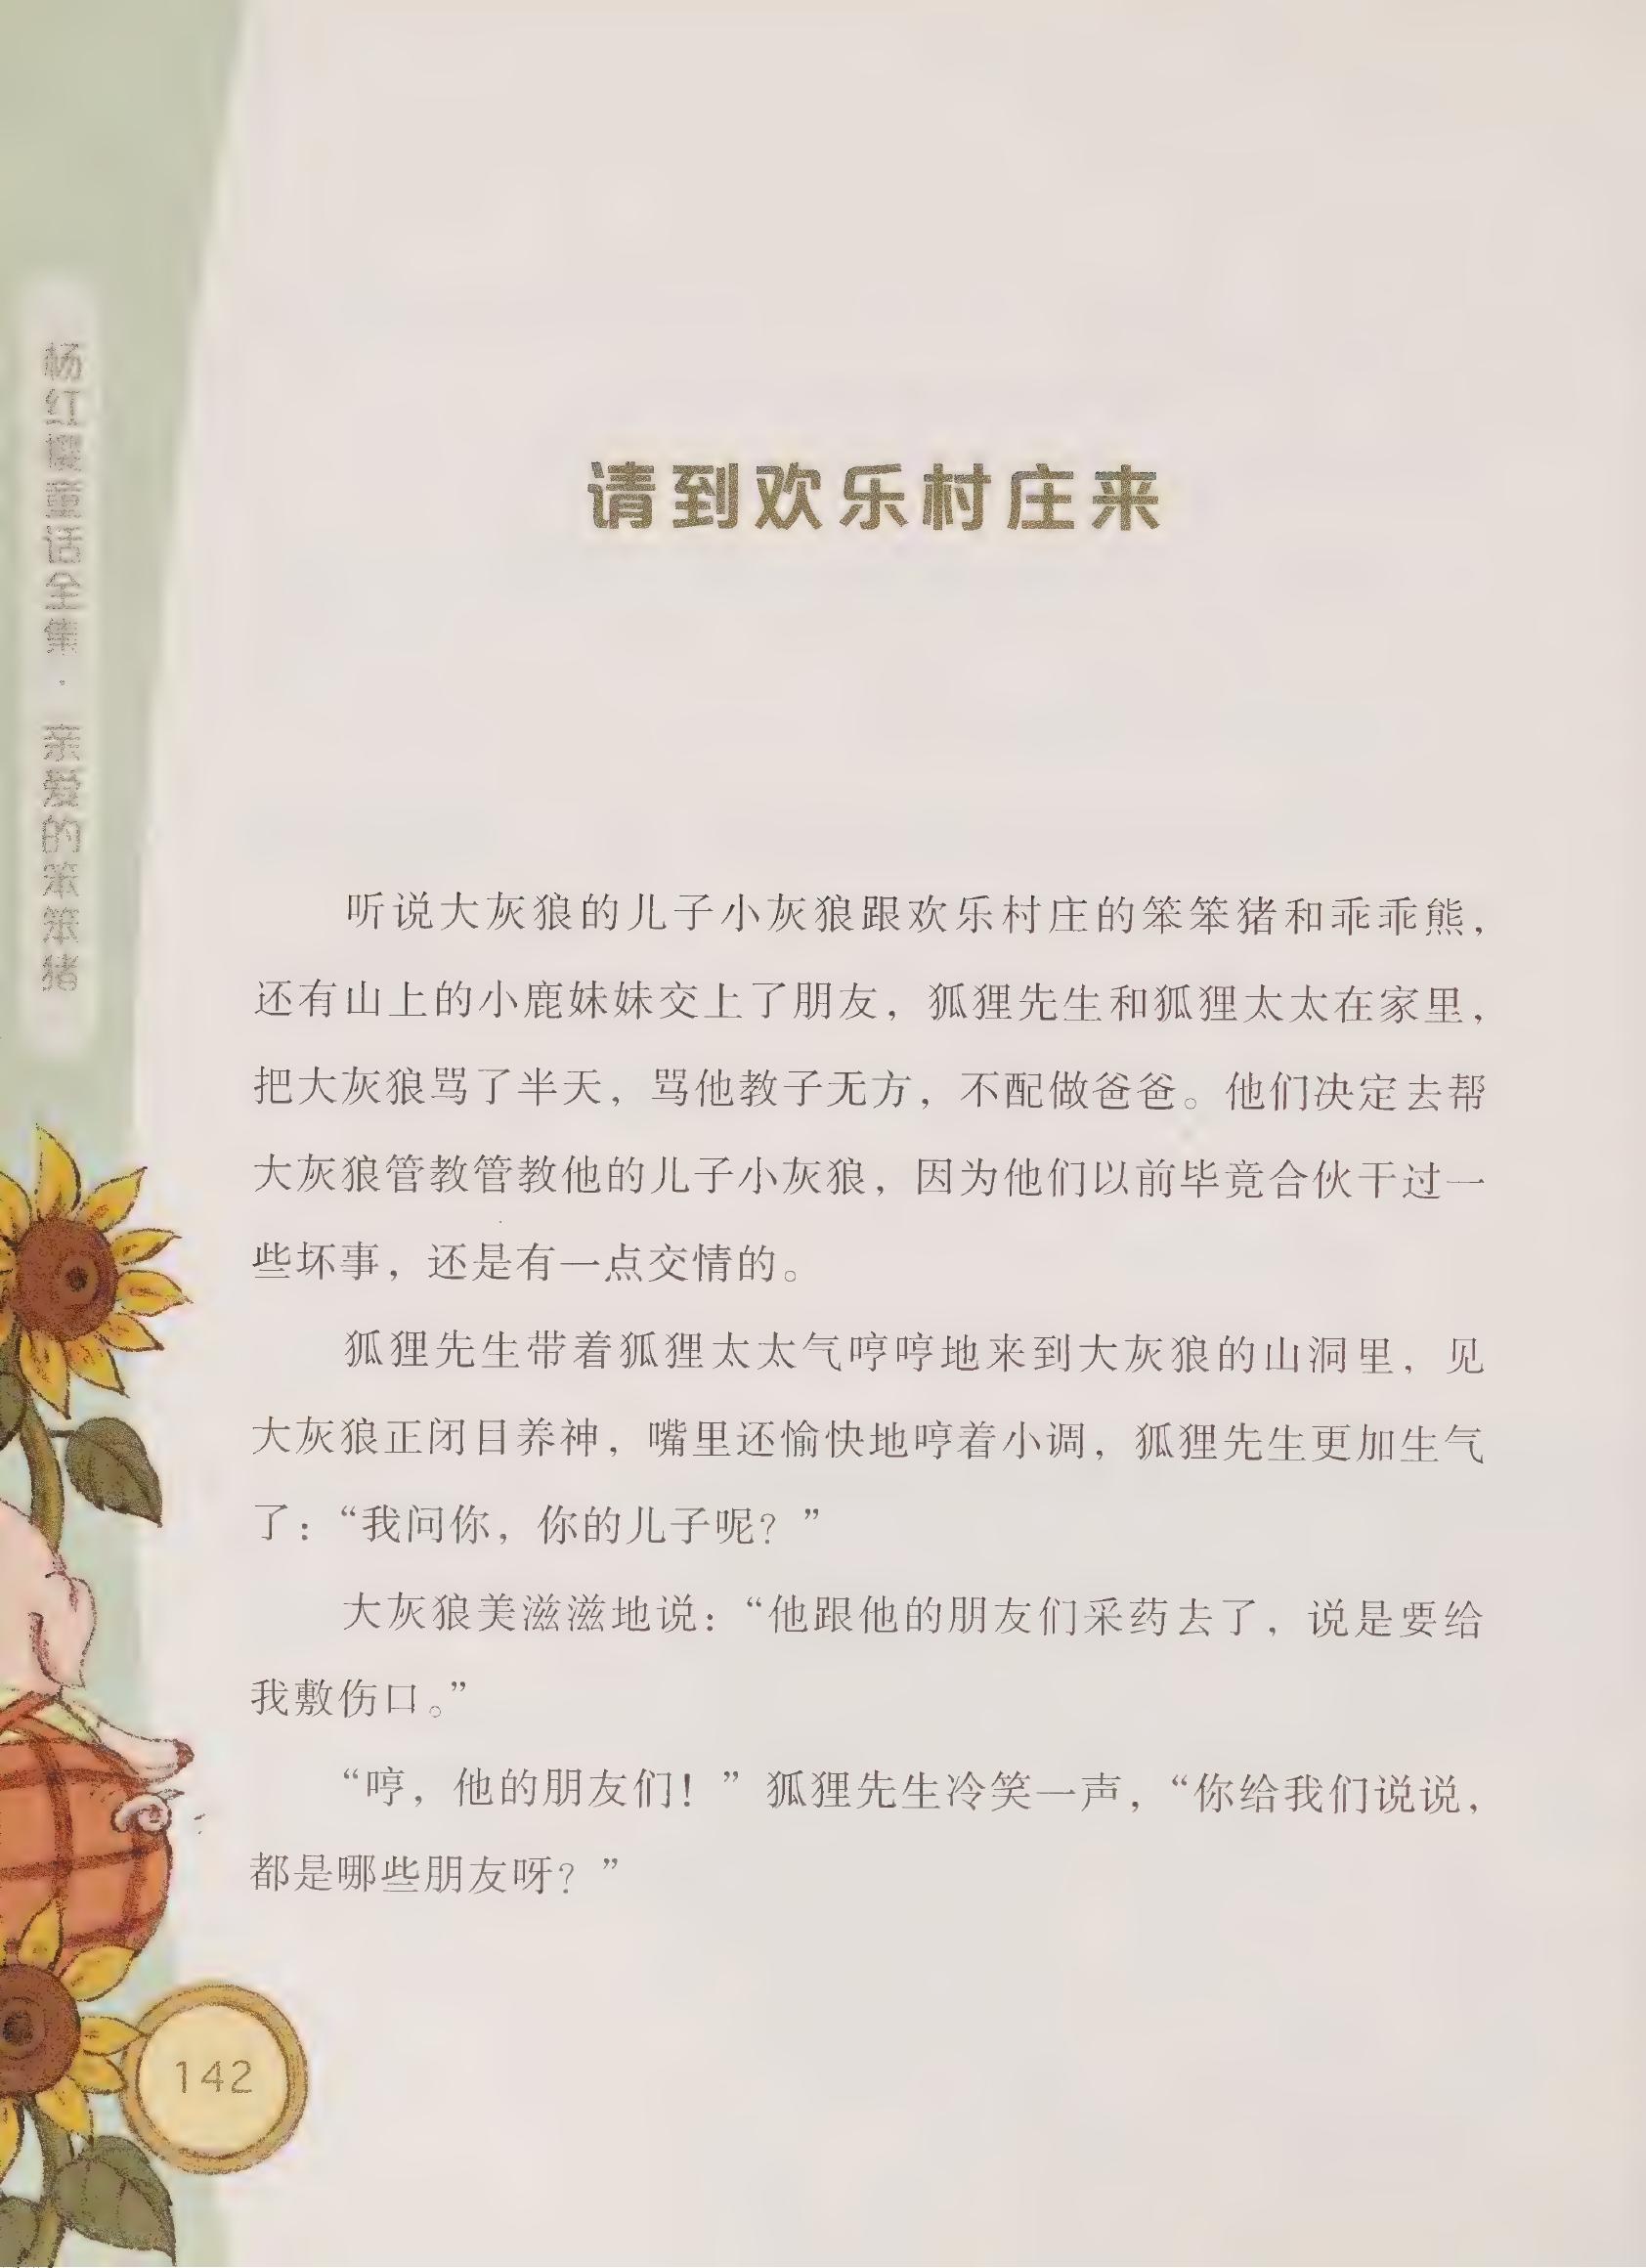 杨红樱童话全集·亲爱的笨笨猪
请到欢乐村庄来
听说大灰狼的儿子小灰狼跟欢乐村庄的笨笨猪和乖乖熊，
还有山上的小鹿妹妹交上了朋友，狐狸先生和狐狸太太在家里，
把大灰狼骂了半天，骂他教子无方，不配做爸爸。他们决定去帮
大灰狼管教管教他的儿子小灰狼，因为他们以前毕竟合伙干过一
些坏事，还是有一点交情的。
狐狸先生带着狐狸太太气哼哼地来到大灰狼的山洞里，见
大灰狼正闭目养神，嘴里还愉快地哼着小调，狐狸先生更加生气
了：“我问你，你的儿子呢？”
大灰狼美滋滋地说：“他跟他的朋友们采药去了，说是要给
我敷伤口。”
“哼，他的朋友们！”狐狸先生冷笑一声，“你给我们说说，
都是哪些朋友呀？”
142